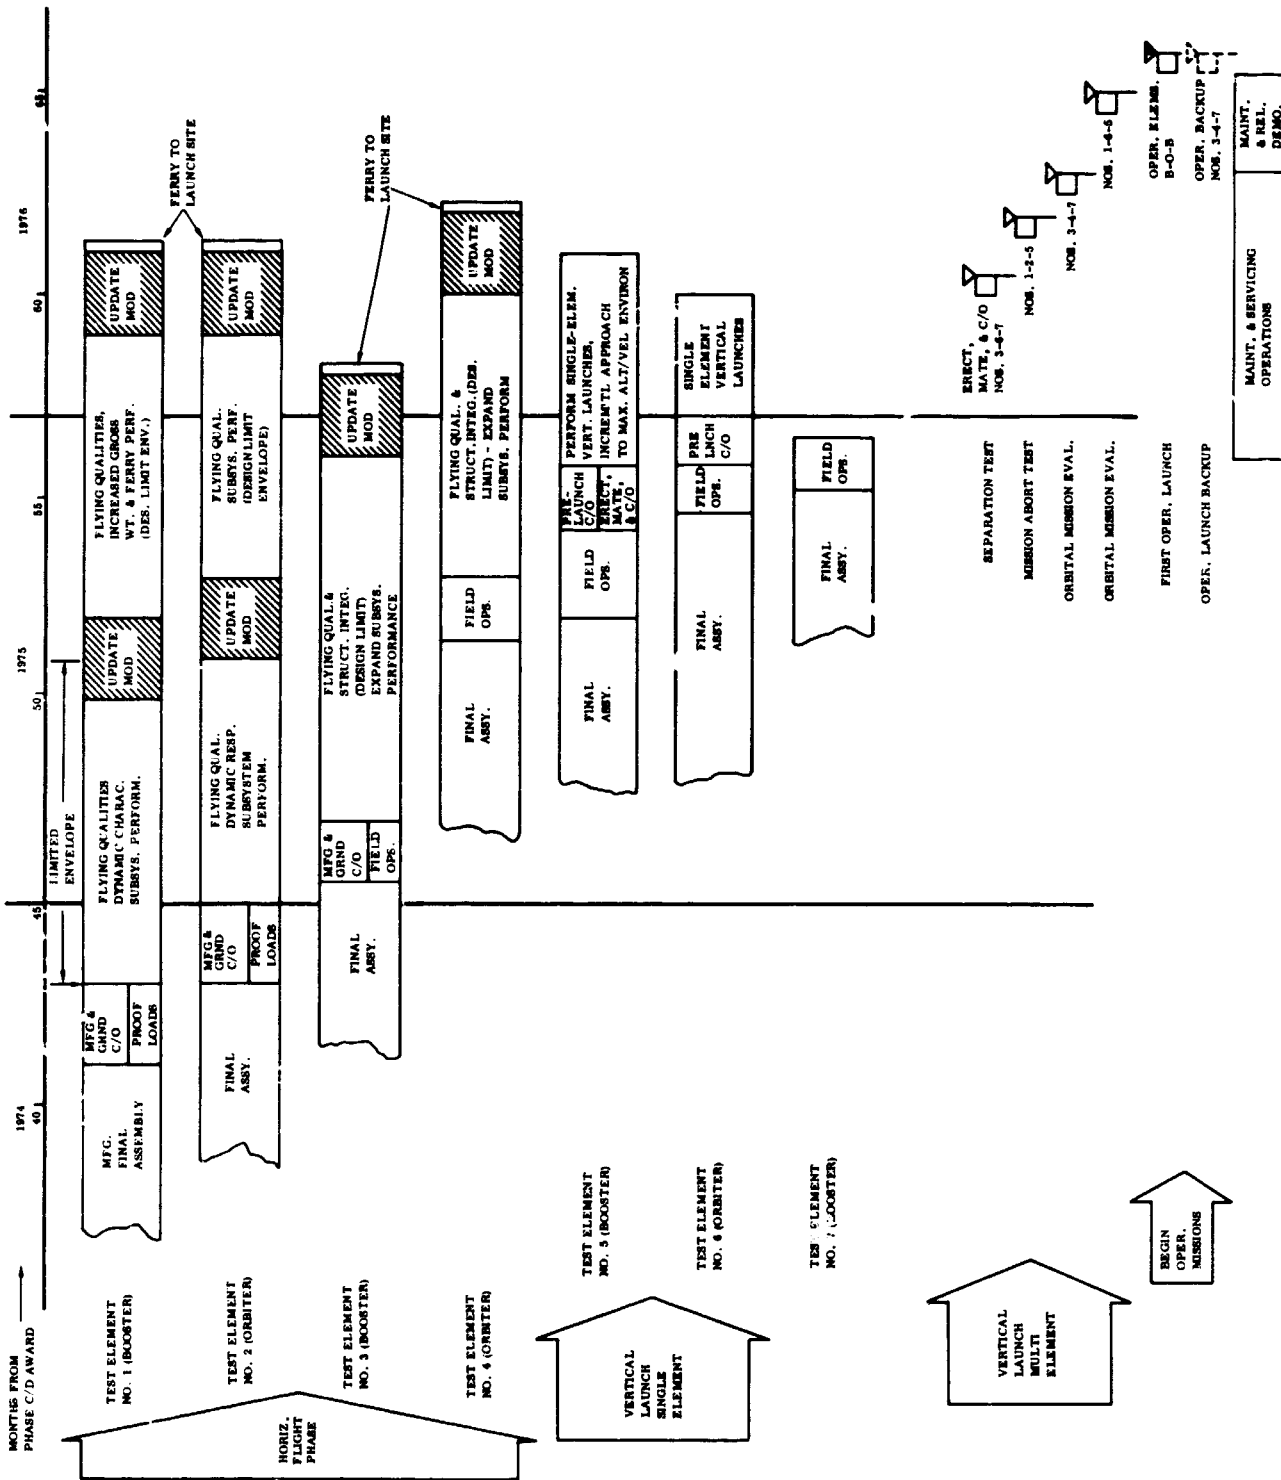 MONTHS FROM
PHASE C/D AWARD
1974
40
45
1975
50
55
1976
60
65
LIMITED
ENVELOPE
HORIZ.
FLIGHT
PHASE
TEST ELEMENT
NO. 1 (BOOSTER)
MFG.
FINAL
ASSEMBLY
MFG &
GRND
C/O
PROOF
LOADS
FLYING QUALITIES
DYNAMIC CHARAC.
SUBSYS. PERFORM.
UPDATE
MOD
FLYING QUALITIES,
INCREASED GROSS
WT. & FERRY PERF.
(DES. LIMIT ENV.)
UPDATE
MOD
FERRY TO
LAUNCH SITE
TEST ELEMENT
NO. 2 (ORBITER)
FINAL
ASSY.
MFG &
GRND
C/O
PROOF
LOADS
FLYING QUAL.
DYNAMIC RESP.
SUBSYSTEM
PERFORM.
UPDATE
MOD
FLYING QUAL.
SUBSYS. PERF.
(DESIGN LIMIT
ENVELOPE)
UPDATE
MOD
TEST ELEMENT
NO. 3 (BOOSTER)
FINAL
ASSY.
MFG &
GRND
C/O
FIELD
OPS.
FLYING QUAL.&
STRUCT. INTEG.
(DESIGN LIMIT)
EXPAND SUBSYS.
PERFORMANCE
UPDATE
MOD
FERRY TO
LAUNCH SITE
TEST ELEMENT
NO. 4 (ORBITER)
FINAL
ASSY.
FIELD
OPS.
FLYING QUAL. &
STRUCT. INTEG.(DES.
LIMIT) - EXPAND
SUBSYS. PERFORM
UPDATE
MOD
VERTICAL
LAUNCH
SINGLE
ELEMENT
TEST ELEMENT
NO. 5 (BOOSTER)
FINAL
ASSY.
FIELD
OPS.
PRE-
LAUNCH
C/O
ERECT,
MATE,
& C/O
PERFORM SINGLE-ELEM.
VERT. LAUNCHES,
INCREM'TL APPROACH
TO MAX. ALT/VEL ENVIRON
TEST ELEMENT
NO. 6 (ORBITER)
FINAL
ASSY.
FIELD
OPS.
PRE
LNCH
C/O
SINGLE
ELEMENT
VERTICAL
LAUNCHES
TEST ELEMENT
NO. 7 (BOOSTER)
FINAL
ASSY.
FIELD
OPS.
VERTICAL
LAUNCH
MULTI
ELEMENT
SEPARATION TEST
ERECT,
MATE, & C/O
NOS. 3-6-7
MISSION ABORT TEST
NOS. 1-2-5
ORBITAL MISSION EVAL.
NOS. 3-4-7
ORBITAL MISSION EVAL.
NOS. 1-6-5
BEGIN
OPER.
MISSIONS
FIRST OPER. LAUNCH
OPER. ELEMS.
B-O-B
OPER. LAUNCH BACKUP
OPER. BACKUP
NOS. 3-4-7
MAINT. & SERVICING
OPERATIONS
MAINT.
& REL.
DEMO.